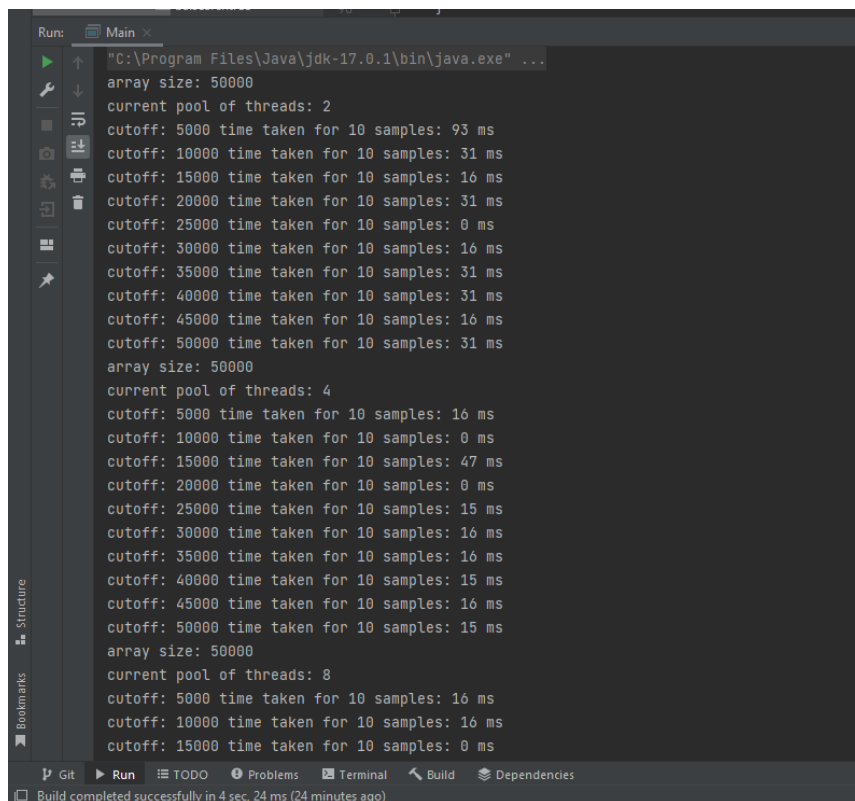 Run: Main ×
"C:\Program Files\Java\jdk-17.0.1\bin\java.exe" ...
array size: 50000
current pool of threads: 2
cutoff: 5000 time taken for 10 samples: 93 ms
cutoff: 10000 time taken for 10 samples: 31 ms
cutoff: 15000 time taken for 10 samples: 16 ms
cutoff: 20000 time taken for 10 samples: 31 ms
cutoff: 25000 time taken for 10 samples: 0 ms
cutoff: 30000 time taken for 10 samples: 16 ms
cutoff: 35000 time taken for 10 samples: 31 ms
cutoff: 40000 time taken for 10 samples: 31 ms
cutoff: 45000 time taken for 10 samples: 16 ms
cutoff: 50000 time taken for 10 samples: 31 ms
array size: 50000
current pool of threads: 4
cutoff: 5000 time taken for 10 samples: 16 ms
cutoff: 10000 time taken for 10 samples: 0 ms
cutoff: 15000 time taken for 10 samples: 47 ms
cutoff: 20000 time taken for 10 samples: 0 ms
cutoff: 25000 time taken for 10 samples: 15 ms
cutoff: 30000 time taken for 10 samples: 16 ms
cutoff: 35000 time taken for 10 samples: 16 ms
cutoff: 40000 time taken for 10 samples: 15 ms
cutoff: 45000 time taken for 10 samples: 16 ms
cutoff: 50000 time taken for 10 samples: 15 ms
array size: 50000
current pool of threads: 8
cutoff: 5000 time taken for 10 samples: 16 ms
cutoff: 10000 time taken for 10 samples: 16 ms
cutoff: 15000 time taken for 10 samples: 0 ms
Structure
Bookmarks
Git Run TODO Problems Terminal Build Dependencies
Build completed successfully in 4 sec, 24 ms (24 minutes ago)